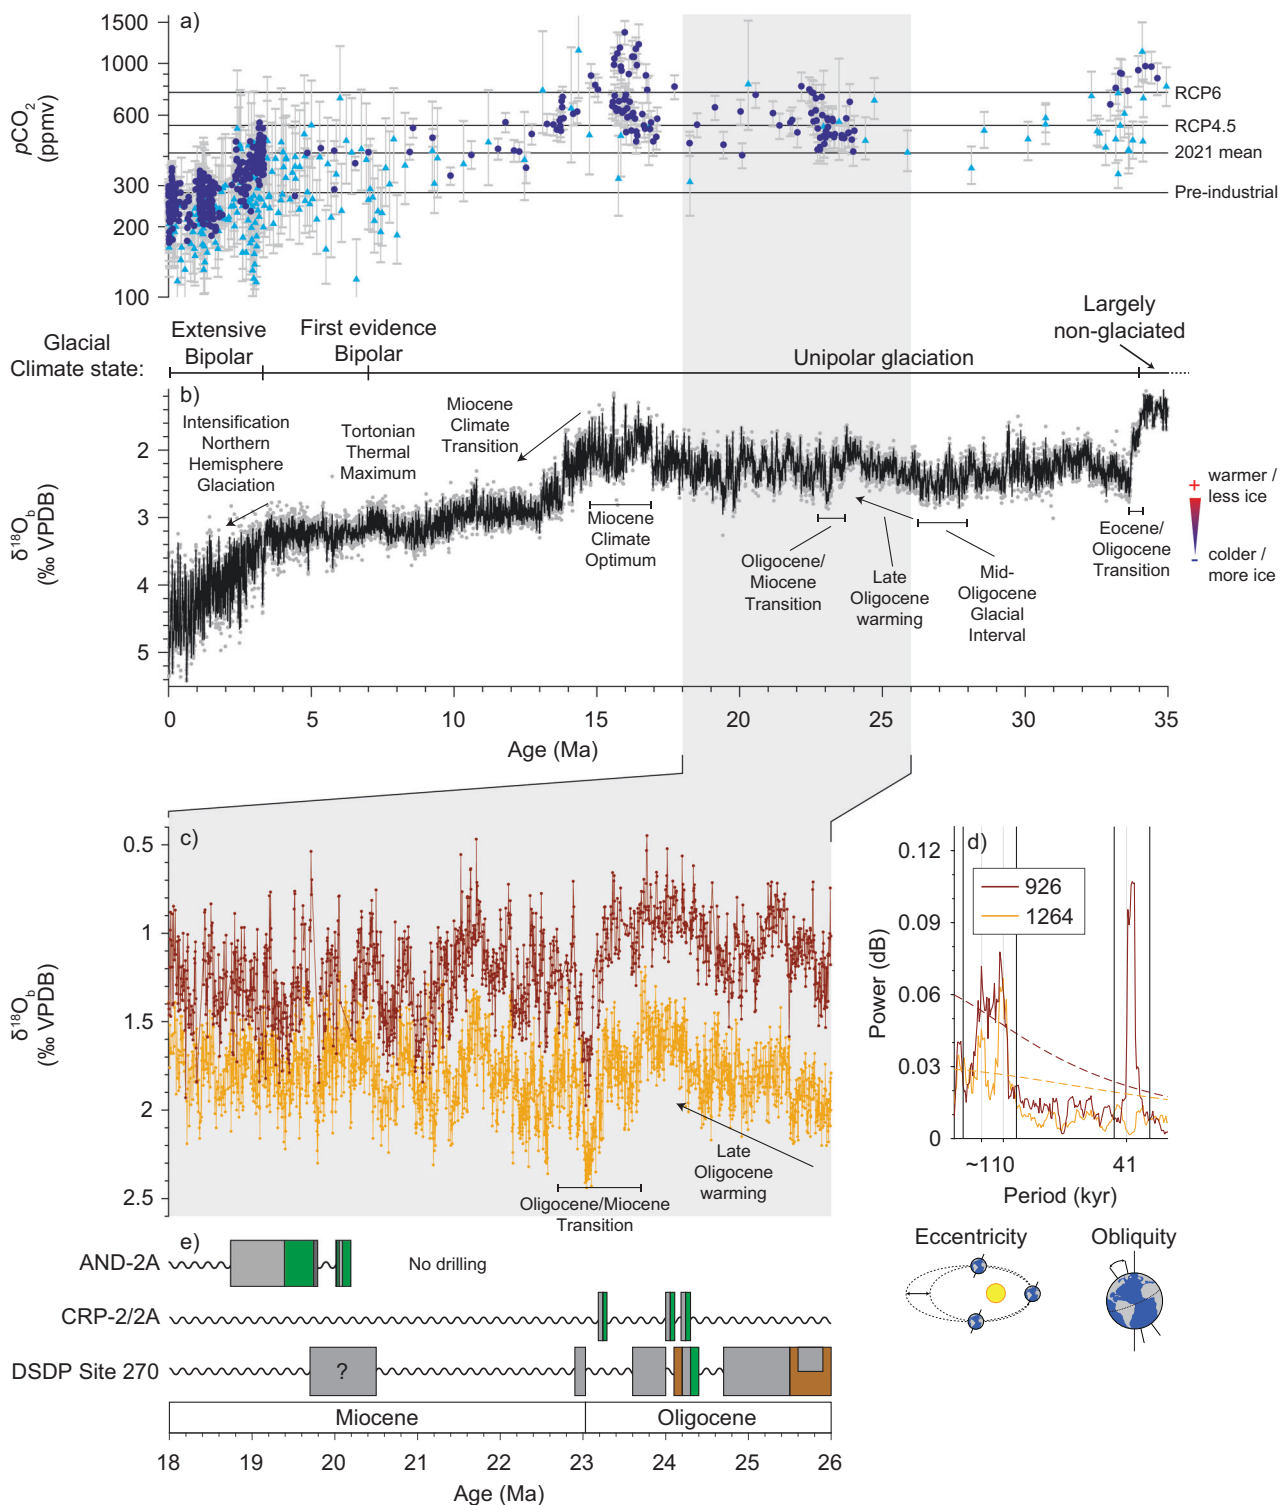 a)
1500
1000
600
300
200
100
pCO2
(ppmv)
RCP6
RCP4.5
2021 mean
Pre-industrial
Glacial
Climate state:
Extensive
Bipolar
First evidence
Bipolar
Unipolar glaciation
Largely
non-glaciated
b)
Intensification
Northern
Hemisphere
Glaciation
Tortonian
Thermal
Maximum
Miocene
Climate
Transition
Miocene
Climate
Optimum
Oligocene/
Miocene
Transition
Late
Oligocene
warming
Mid-
Oligocene
Glacial
Interval
Eocene/
Oligocene
Transition
+ warmer /
less ice
- colder /
more ice
2
3
4
5
δ18Ob
(‰ VPDB)
0 5 10 15 20 25 30 35
Age (Ma)
c)
0.5
1
1.5
2
2.5
δ18Ob
(‰ VPDB)
Late
Oligocene
warming
Oligocene/Miocene
Transition
d)
0.12
0.09
0.06
0.03
0
Power (dB)
926
1264
~110 41
Period (kyr)
Eccentricity
Obliquity
e)
AND-2A
No drilling
CRP-2/2A
DSDP Site 270
?
Miocene Oligocene
18 19 20 21 22 23 24 25 26
Age (Ma)